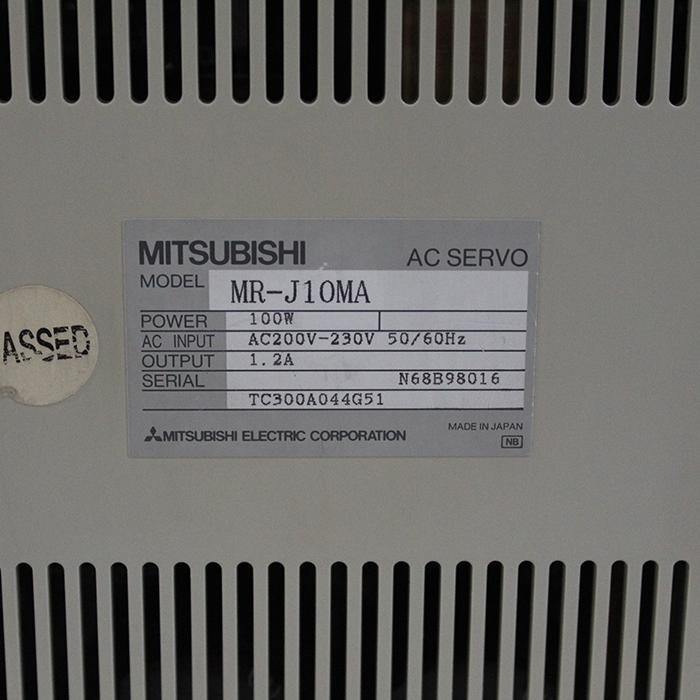 MITSUBISHI AC SERVO
MODEL MR-J10MA
POWER 100W
AC INPUT AC200V-230V 50/60Hz
OUTPUT 1.2A
SERIAL N68B98016
TC300A044G51
MITSUBISHI ELECTRIC CORPORATION MADE IN JAPAN
NB
ASSED